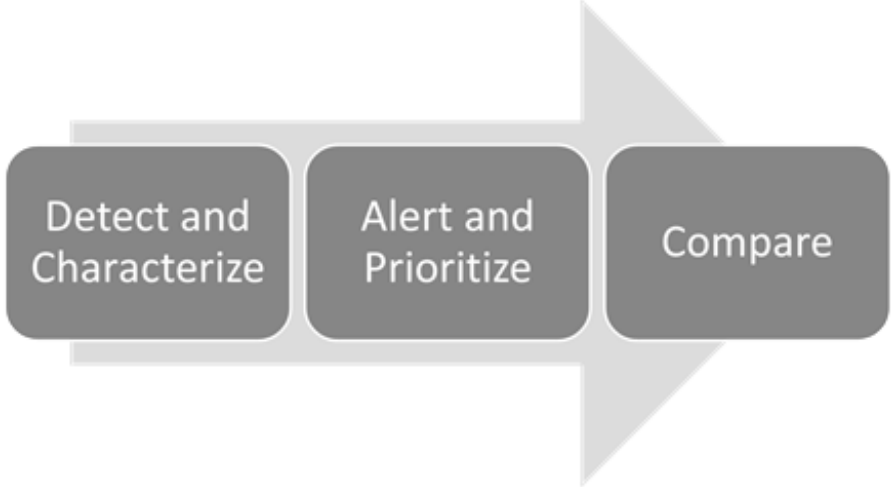 Detect and
Characterize
Alert and
Prioritize
Compare